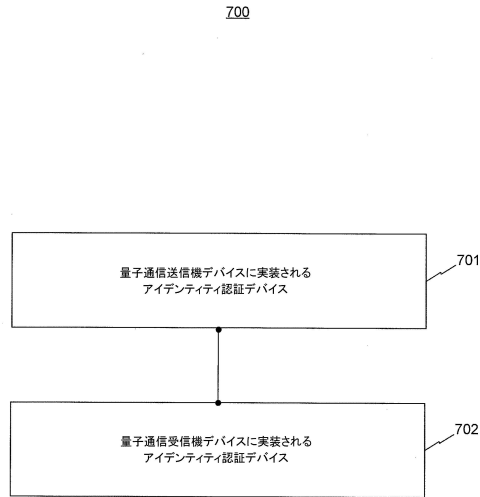 700
量子通信送信機デバイスに実装される
アイデンティティ認証デバイス
701
量子通信受信機デバイスに実装される
アイデンティティ認証デバイス
702